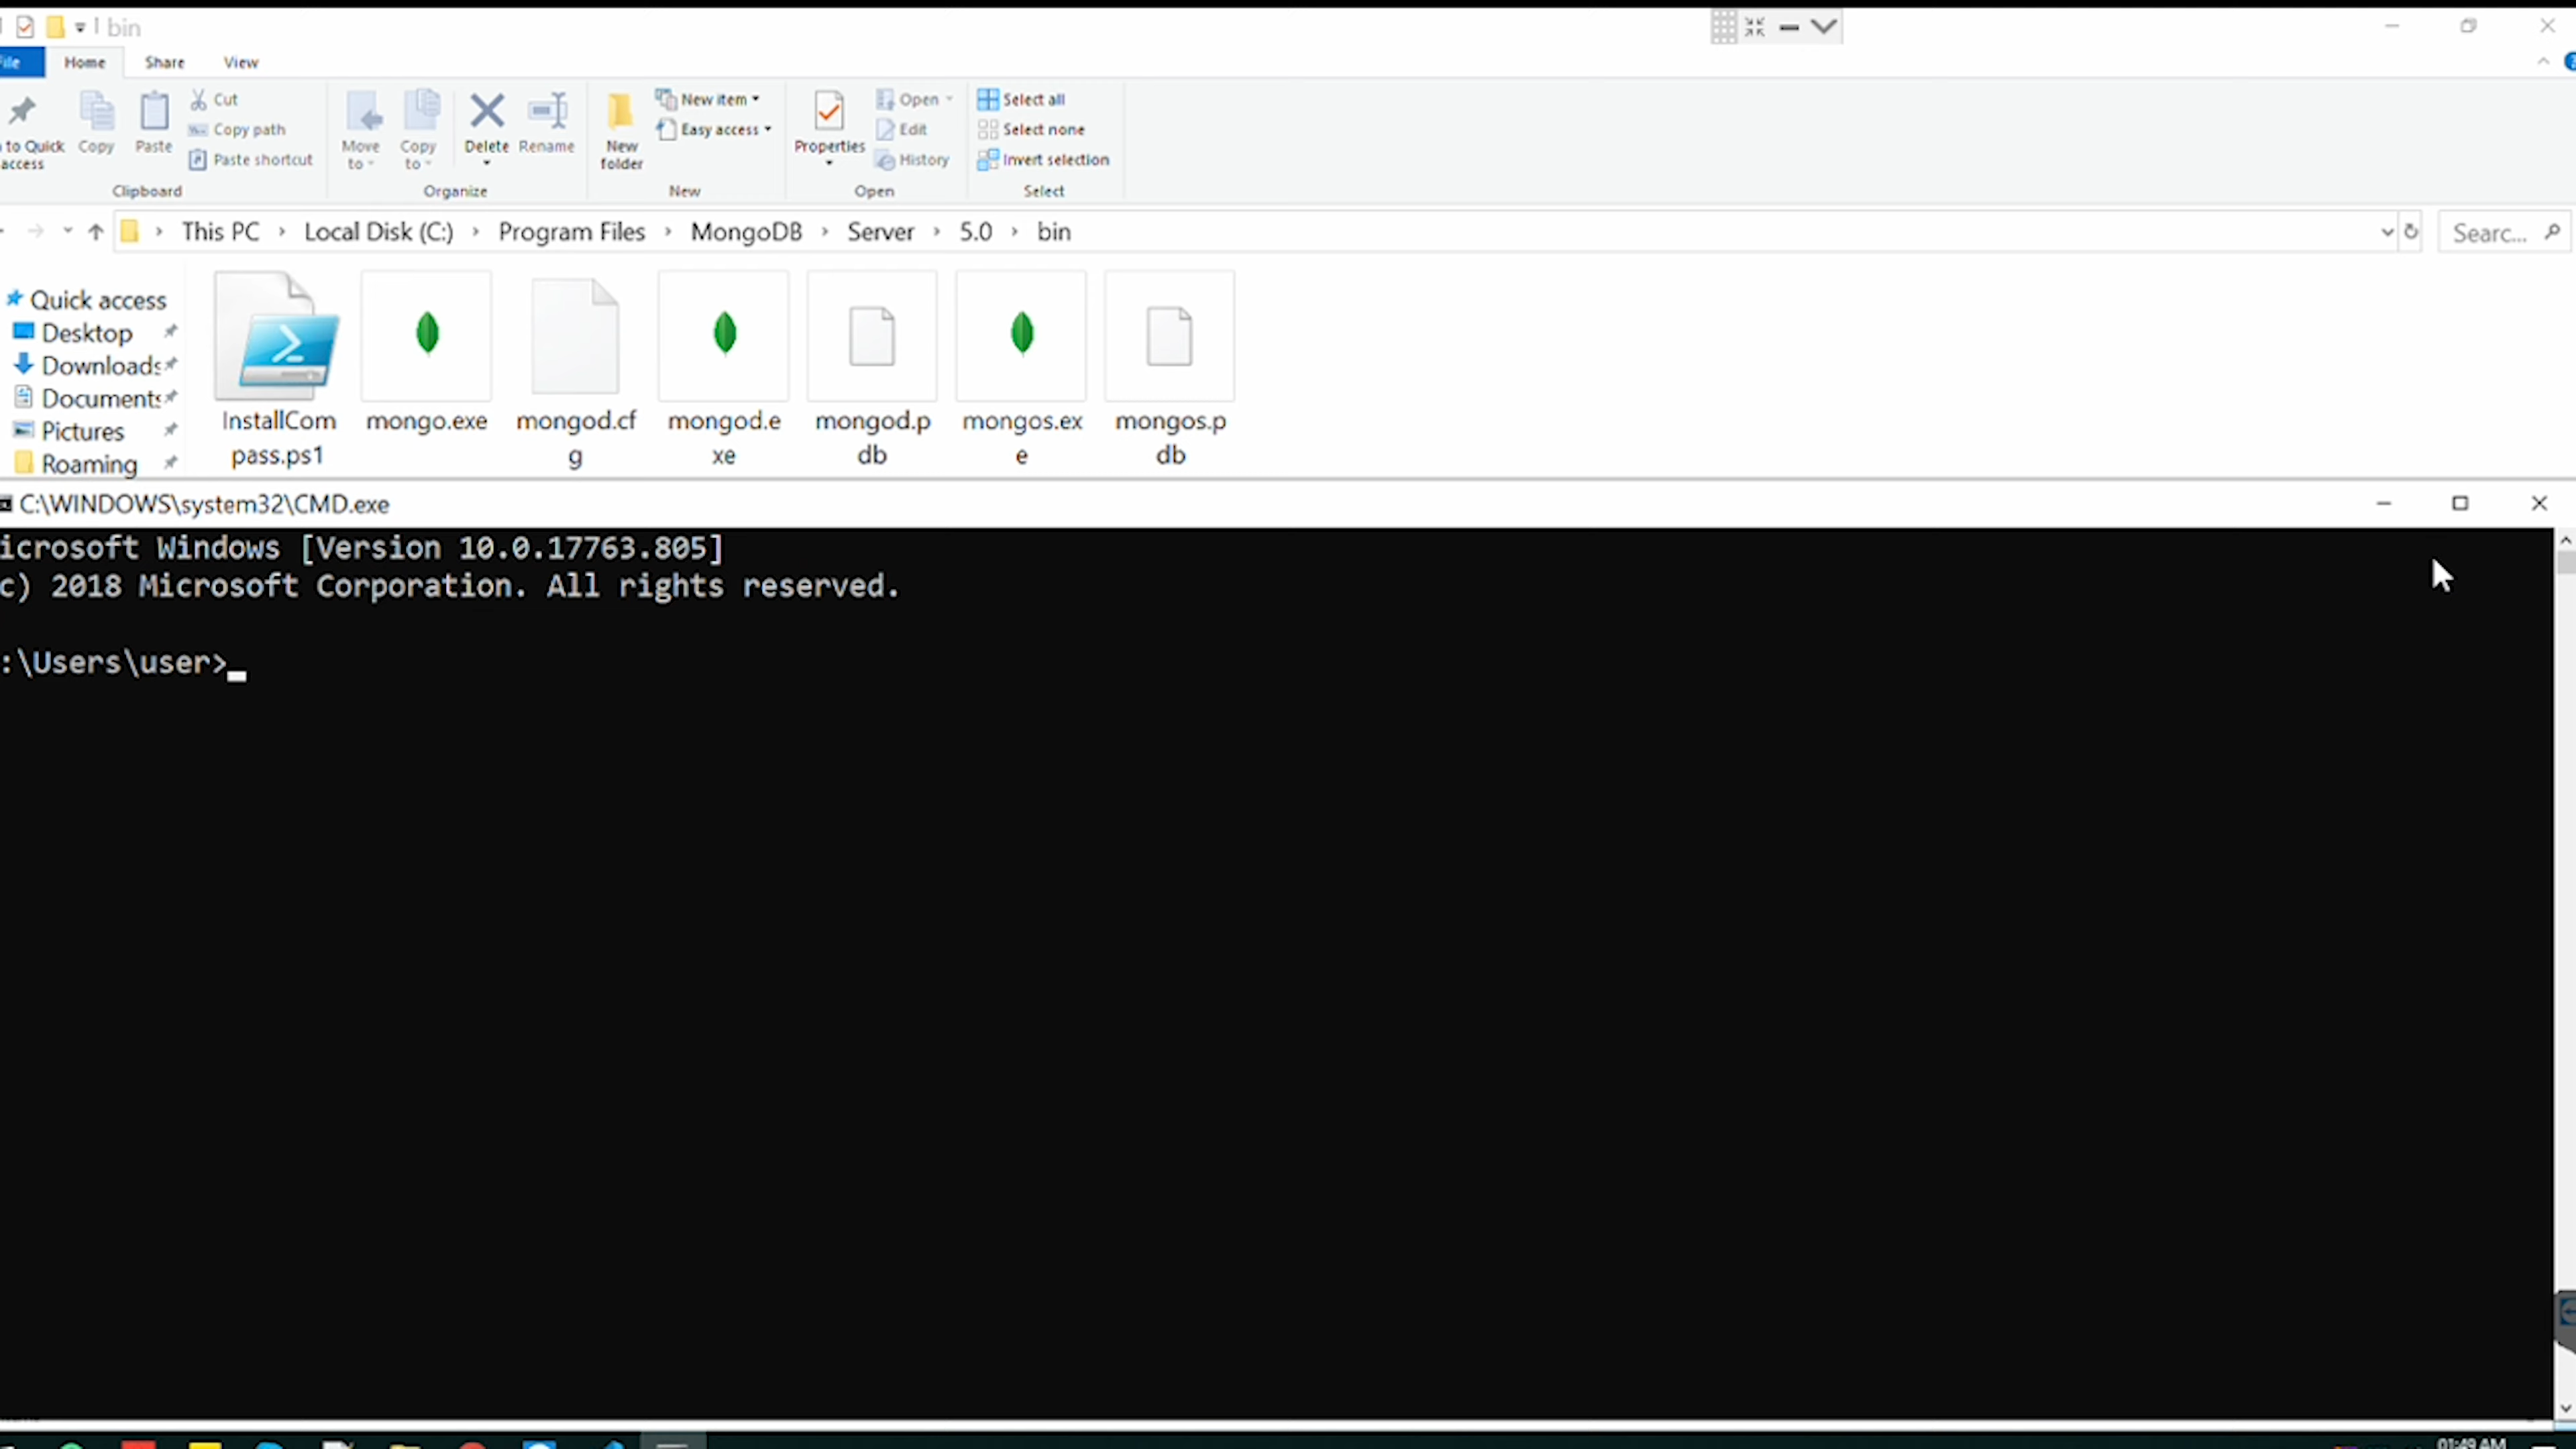 bin
File Home Share View
to Quick access
Copy
Paste
Cut
Copy path
Paste shortcut
Clipboard
Move to
Copy to
Delete
Rename
Organize
New folder
New item
Easy access
New
Properties
Open
Edit
History
Open
Select all
Select none
Invert selection
Select
This PC > Local Disk (C:) > Program Files > MongoDB > Server > 5.0 > bin
Searc...
Quick access
Desktop
Downloads
Documents
Pictures
Roaming
InstallCom
pass.ps1
mongo.exe
mongod.cf
g
mongod.e
xe
mongod.p
db
mongos.ex
e
mongos.p
db
C:\WINDOWS\system32\CMD.exe
icrosoft Windows [Version 10.0.17763.805]
c) 2018 Microsoft Corporation. All rights reserved.
:\Users\user>